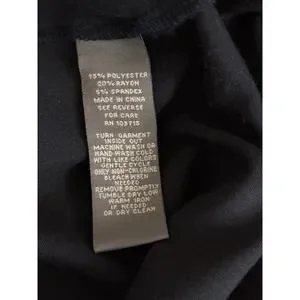 75% POLYESTER
20% RAYON
5% SPANDEX
MADE IN CHINA
SEE REVERSE
FOR CARE
RN 103715
TURN GARMENT
INSIDE OUT
MACHINE WASH OR
HAND WASH COLD
WITH LIKE COLORS
GENTLE CYCLE
ONLY NON-CHLORINE
BLEACH WHEN
NEEDED
REMOVE PROMPTLY
TUMBLE DRY LOW
WARM IRON
IF NEEDED
OR DRY CLEAN